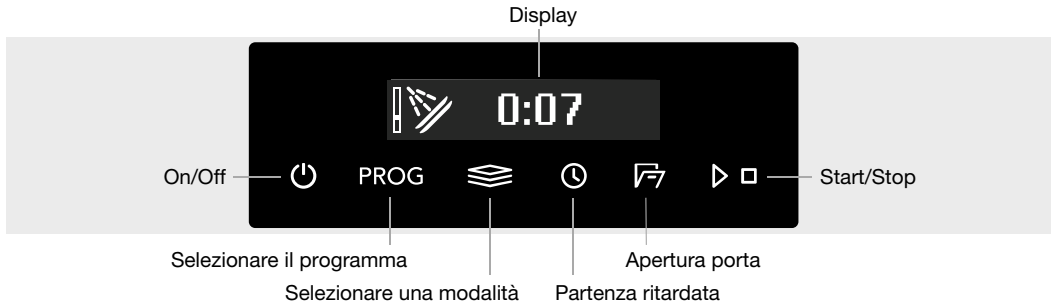 Display
0:07
On/Off
PROG
Start/Stop
Selezionare il programma
Apertura porta
Selezionare una modalità
Partenza ritardata